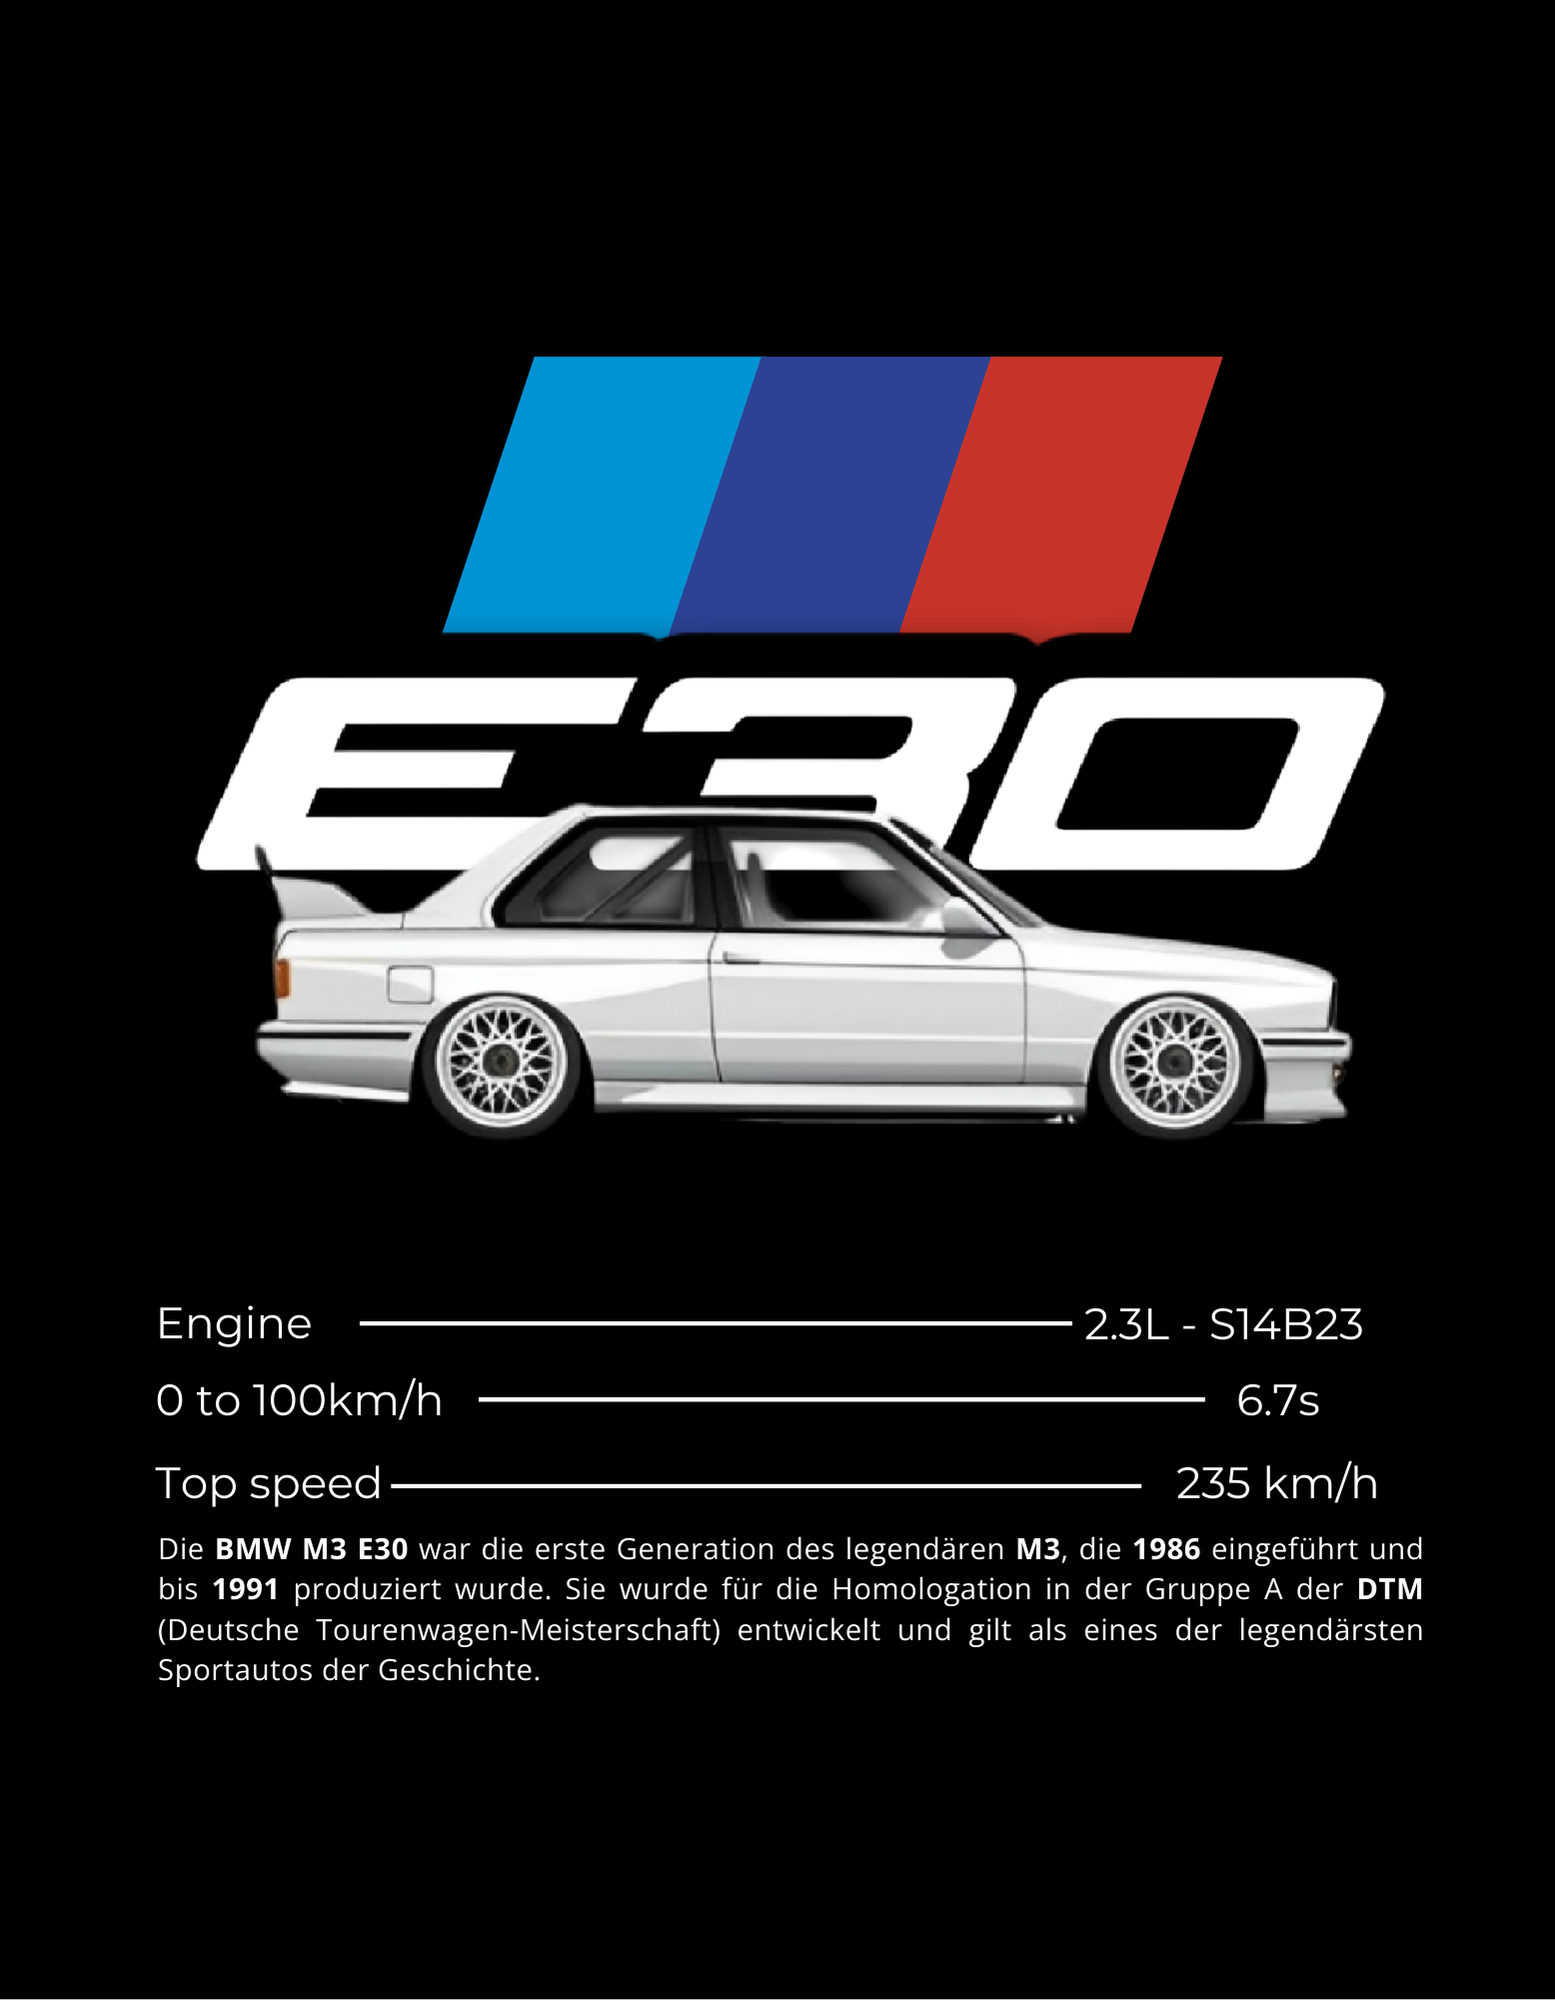 E30
Engine 2.3L - S14B23
0 to 100km/h 6.7s
Top speed 235 km/h
Die BMW M3 E30 war die erste Generation des legendären M3, die 1986 eingeführt und
bis 1991 produziert wurde. Sie wurde für die Homologation in der Gruppe A der DTM
(Deutsche Tourenwagen-Meisterschaft) entwickelt und gilt als eines der legendärsten
Sportautos der Geschichte.